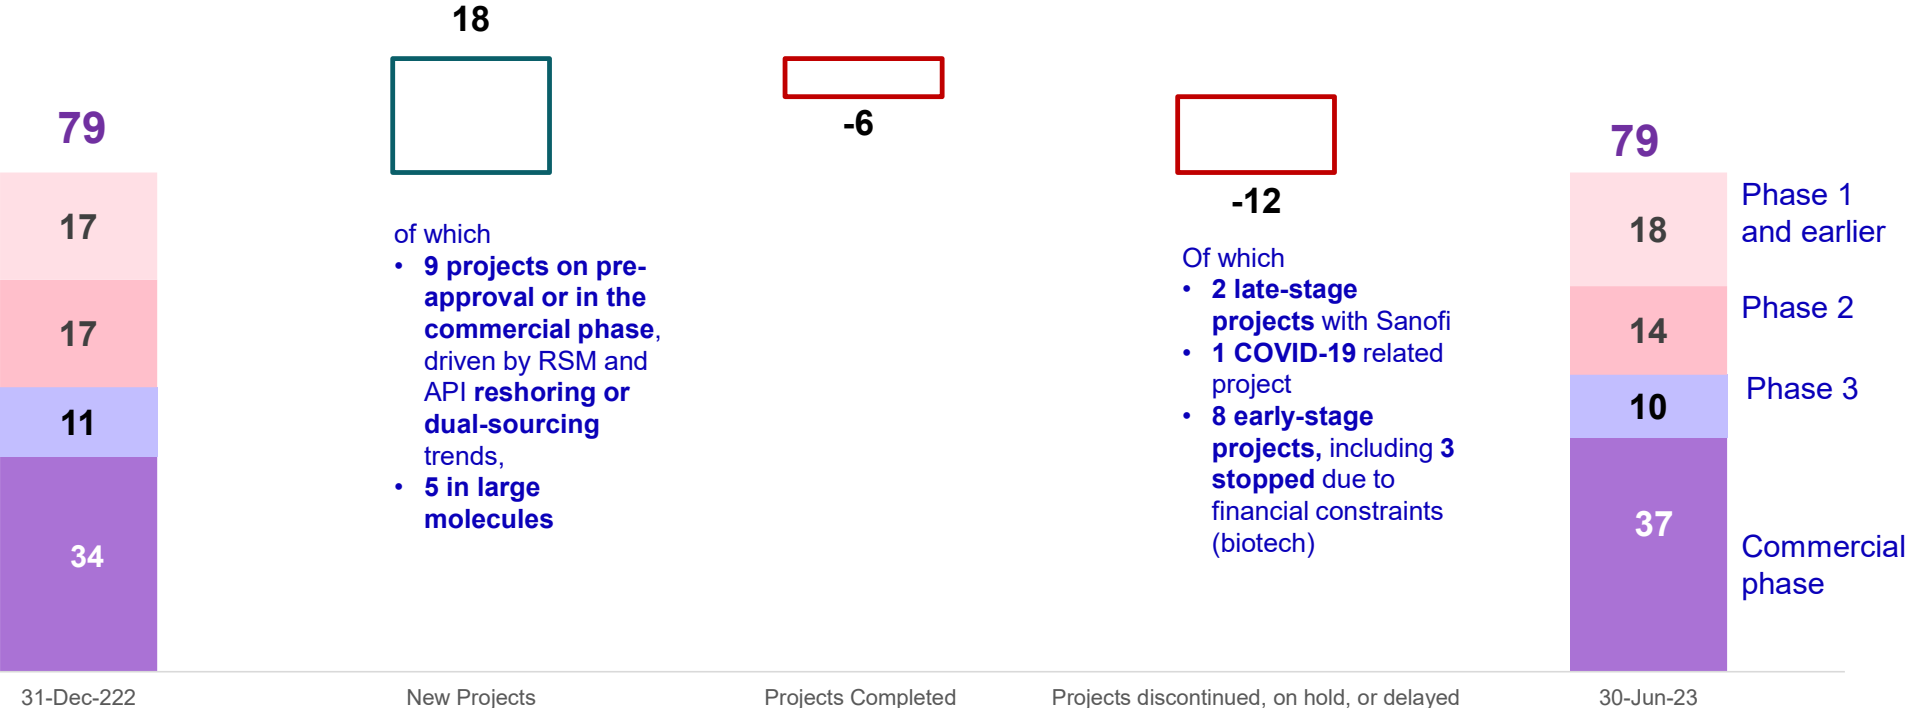 18
79
-6
79
-12
17
17
11
34
of which
• 9 projects on pre-
approval or in the
commercial phase,
driven by RSM and
API reshoring or
dual-sourcing
trends,
• 5 in large
molecules
Of which
• 2 late-stage
projects with Sanofi
• 1 COVID-19 related
project
• 8 early-stage
projects, including 3
stopped due to
financial constraints
(biotech)
18
14
10
37
Phase 1
and earlier
Phase 2
Phase 3
Commercial
phase
31-Dec-222
New Projects
Projects Completed
Projects discontinued, on hold, or delayed
30-Jun-23